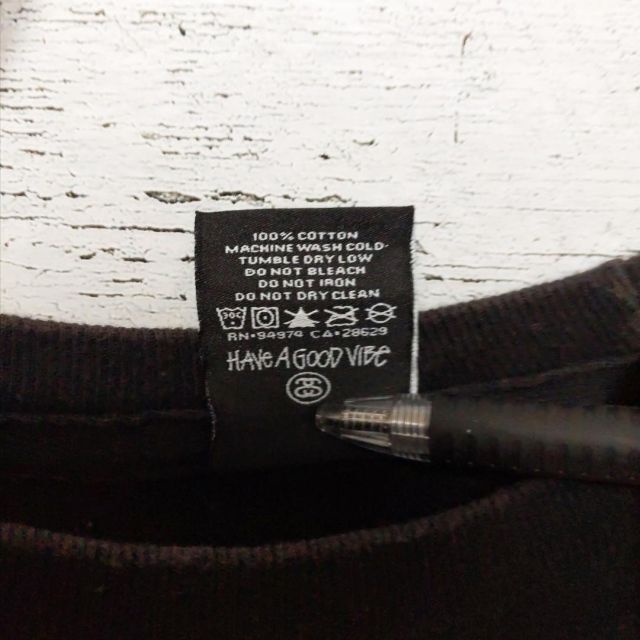 100% COTTON
MACHINE WASH COLD-
TUMBLE DRY LOW
DO NOT BLEACH
DO NOT IRON
DO NOT DRY CLEAN
RN•94974 CA•28629
HAVE A GOOD VIBE